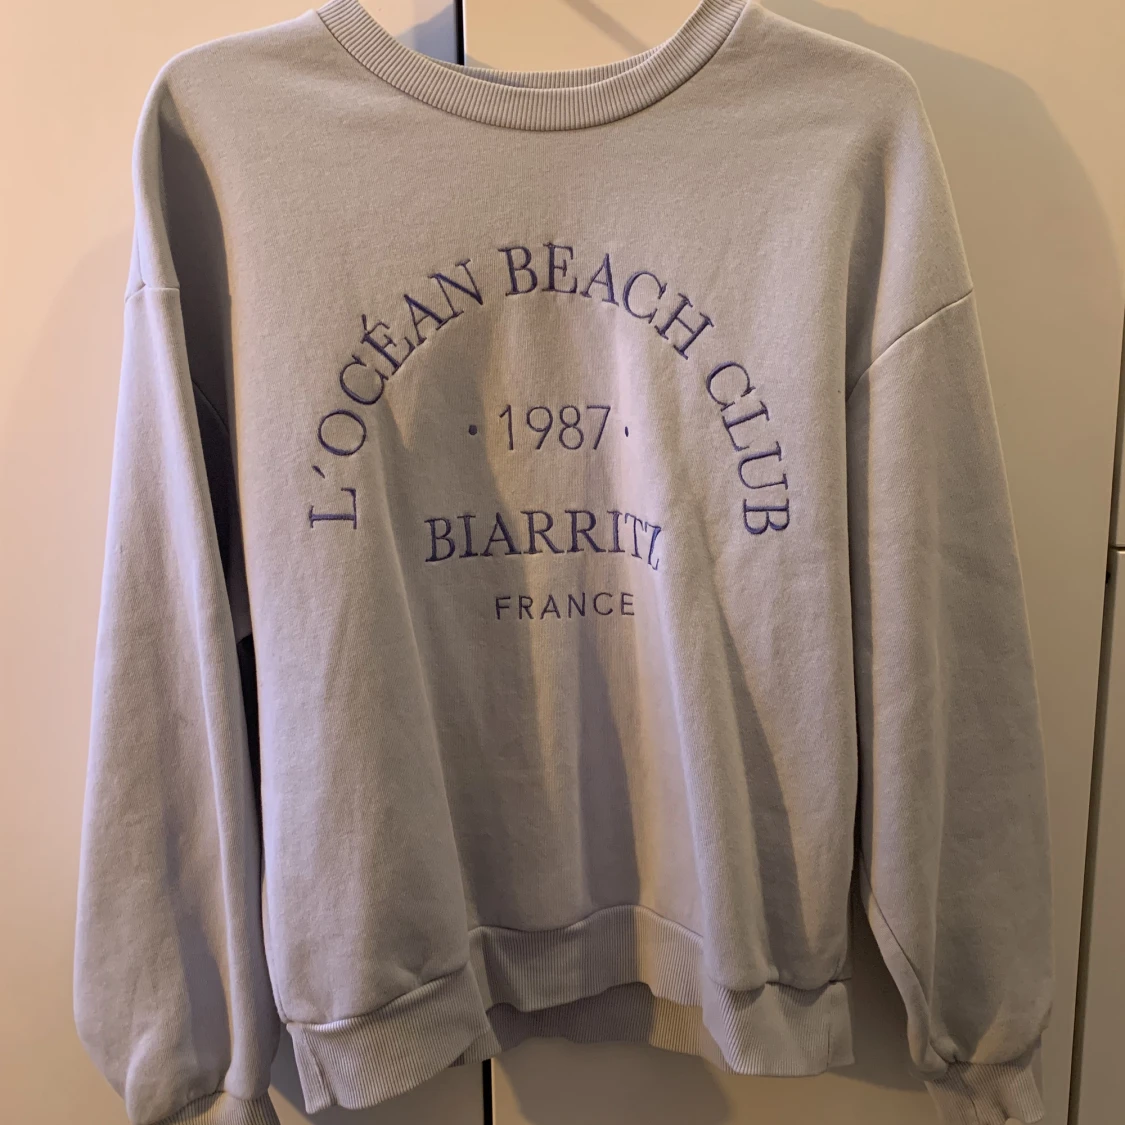 L´OCÉAN BEACH CLUB
· 1987 ·
BIARRITZ
FRANCE